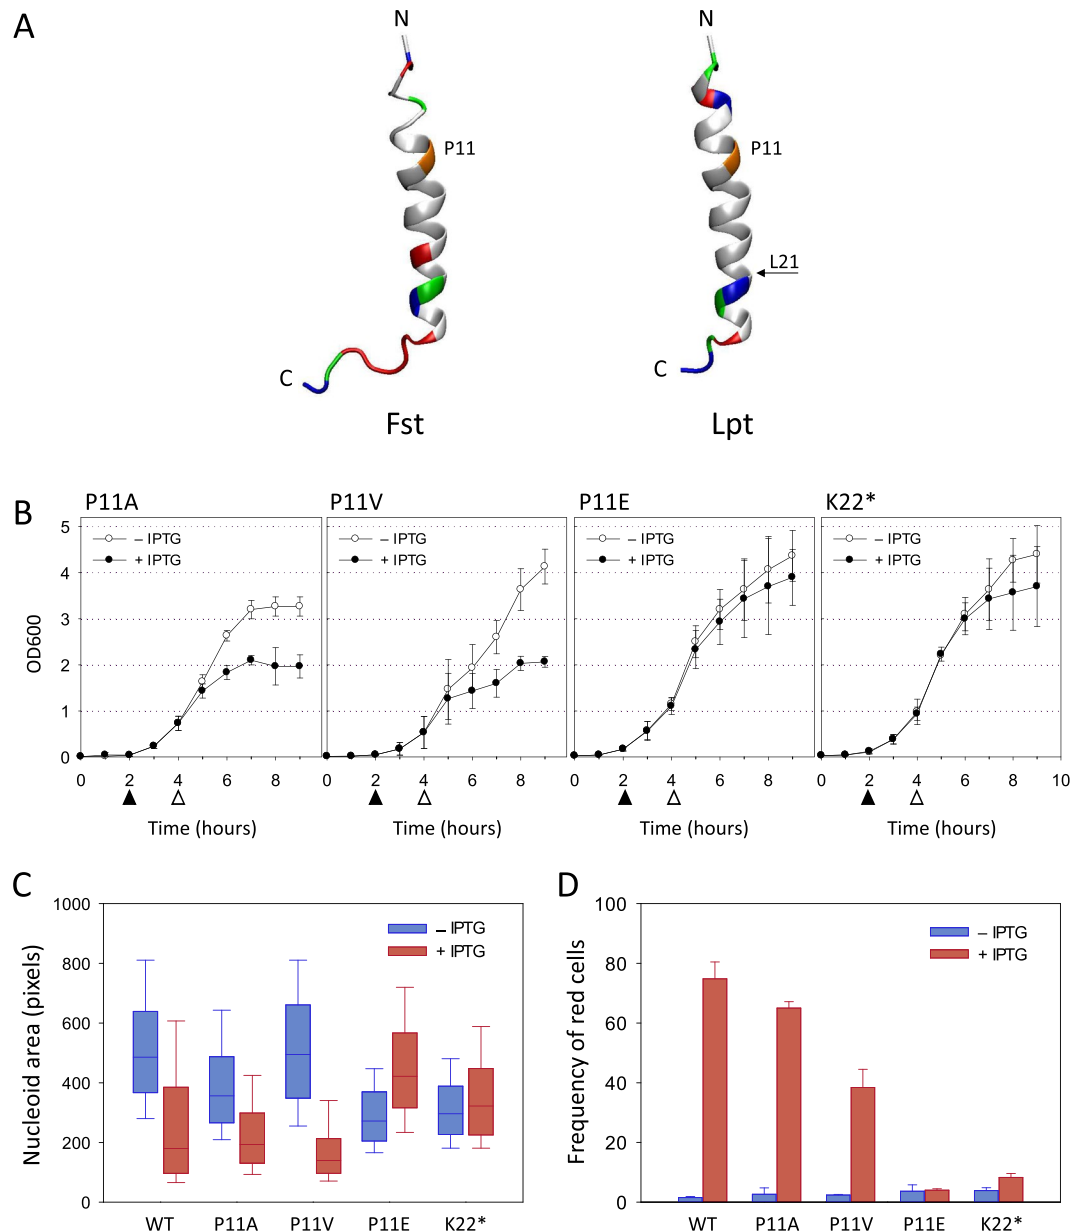 A
N
N
P11
P11
L21
C
C
Fst
Lpt
B
P11A
P11V
P11E
K22*
5
4
3
2
1
0
OD600
– IPTG
+ IPTG
– IPTG
+ IPTG
– IPTG
+ IPTG
– IPTG
+ IPTG
0 2 4 6 8
0 2 4 6 8
0 2 4 6 8
0 2 4 6 8 10
Time (hours)
Time (hours)
Time (hours)
Time (hours)
C
1000
800
600
400
200
0
Nucleoid area (pixels)
– IPTG
+ IPTG
WT P11A P11V P11E K22*
D
100
80
60
40
20
0
Frequency of red cells
– IPTG
+ IPTG
WT P11A P11V P11E K22*